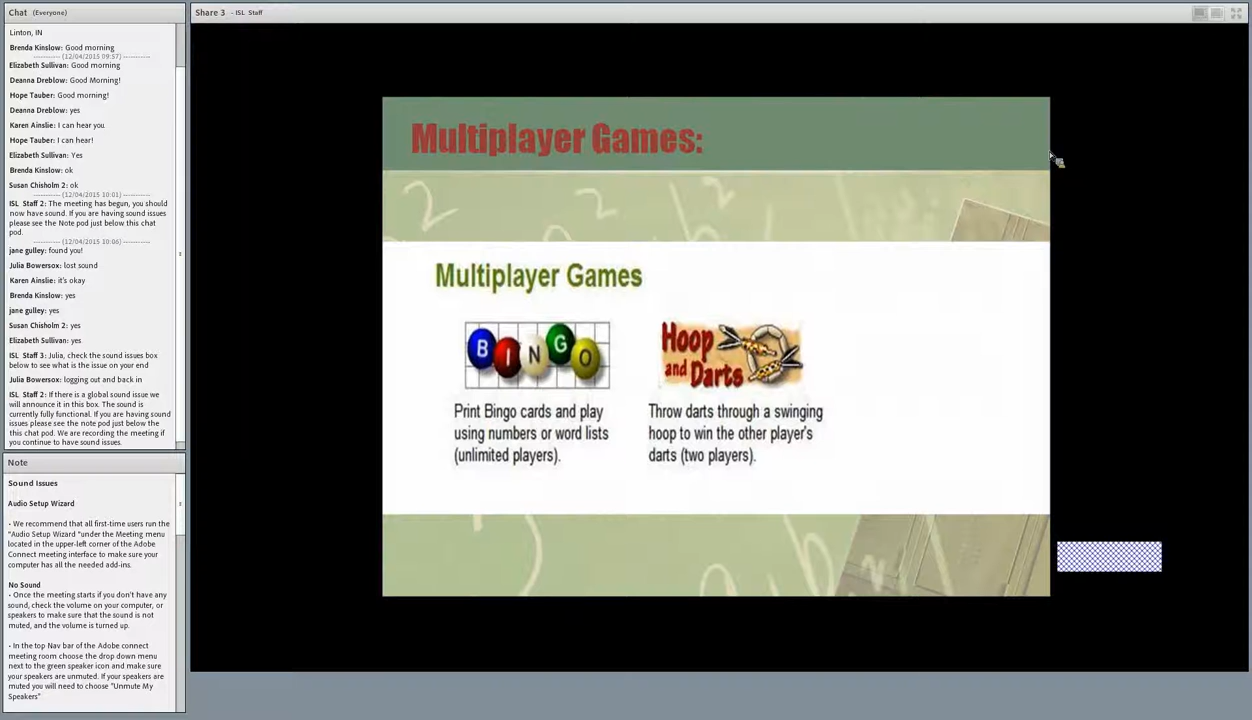 Chat (Everyone)
Linton, IN
Brenda Kinslow: Good morning
----------- (12/04/2015 09:57) -----------
Elizabeth Sullivan: Good morning
Deanna Dreblow: Good Morning!
Hope Tauber: Good morning!
Deanna Dreblow: yes
Karen Ainslie: I can hear you.
Hope Tauber: I can hear!
Elizabeth Sullivan: Yes
Brenda Kinslow: ok
Susan Chisholm 2: ok
----------- (12/04/2015 10:01) -----------
ISL Staff 2: The meeting has begun, you should
now have sound. If you are having sound issues
please see the Note pod just below this chat
pod.
----------- (12/04/2015 10:06) -----------
jane gulley: found you!
Julia Bowersox: lost sound
Karen Ainslie: it's okay
Brenda Kinslow: yes
jane gulley: yes
Susan Chisholm 2: yes
Elizabeth Sullivan: yes
ISL Staff 3: Julia, check the sound issues box
below to see what is the issue on your end
Julia Bowersox: logging out and back in
ISL Staff 2: If there is a global sound issue we
will announce it in this box. The sound is
currently fully functional. If you are having sound
issues please see the note pod just below the
this chat pod. We are recording the meeting if
you continue to have sound issues.
Note
Sound Issues
Audio Setup Wizard
• We recommend that all first-time users run the
"Audio Setup Wizard "under the Meeting menu
located in the upper-left corner of the Adobe
Connect meeting interface to make sure your
computer has all the needed add-ins.
No Sound
• Once the meeting starts if you don't have any
sound, check the volume on your computer, or
speakers to make sure that the sound is not
muted, and the volume is turned up.
• In the top Nav bar of the Adobe connect
meeting room choose the drop down menu
next to the green speaker icon and make sure
your speakers are unmuted. If your speakers are
muted you will need to choose "Unmute My
Speakers"
Share 3 - ISL Staff
Multiplayer Games:
2 2 2
Multiplayer Games
BINGO
Print Bingo cards and play
using numbers or word lists
(unlimited players).
Hoop
and Darts
Throw darts through a swinging
hoop to win the other player's
darts (two players).